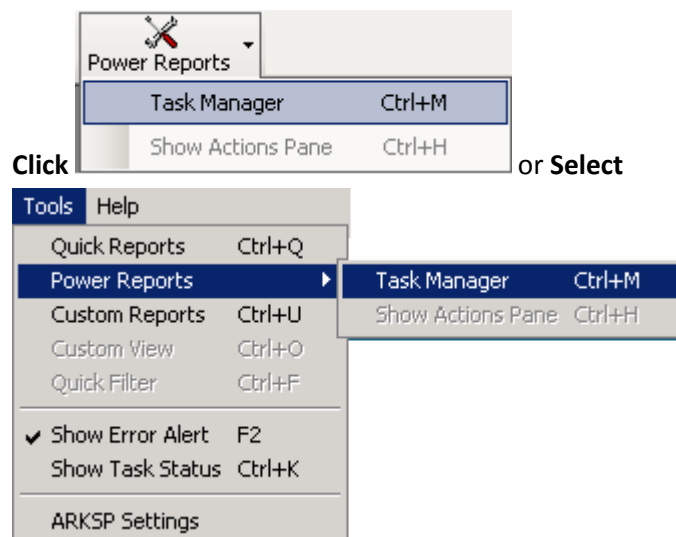 Power Reports
Task Manager Ctrl+M
Show Actions Pane Ctrl+H
Click or Select
Tools Help
Quick Reports Ctrl+Q
Power Reports Task Manager Ctrl+M
Custom Reports Ctrl+U Show Actions Pane Ctrl+H
Custom View Ctrl+O
Quick Filter Ctrl+F
Show Error Alert F2
Show Task Status Ctrl+K
ARKSP Settings